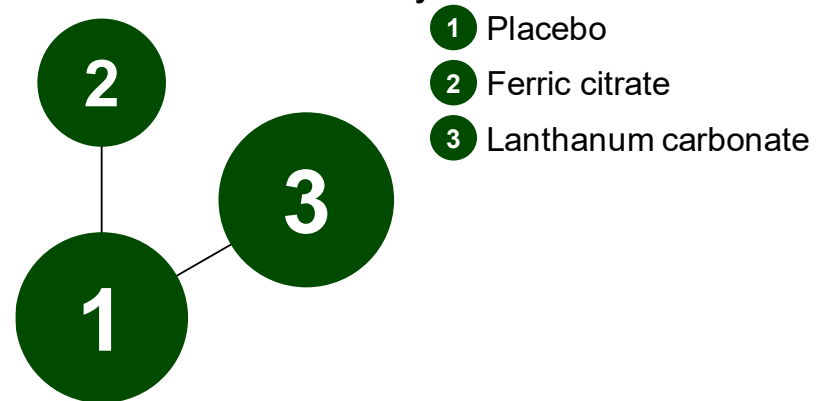 1 Placebo
2 Ferric citrate
3 Lanthanum carbonate
2
3
1